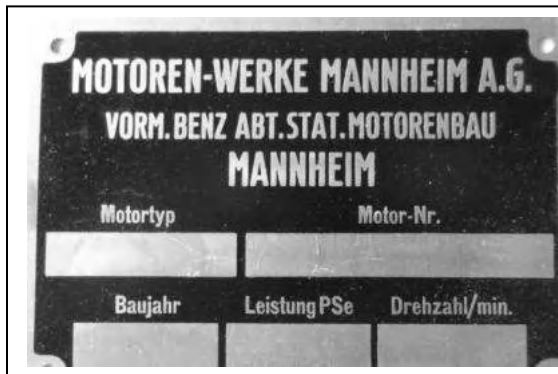 MOTOREN-WERKE MANNHEIM A.G.
VORM. BENZ ABT. STAT. MOTORENBAU
MANNHEIM
Motortyp Motor-Nr.
Baujahr Leistung PSe Drehzahl/min.